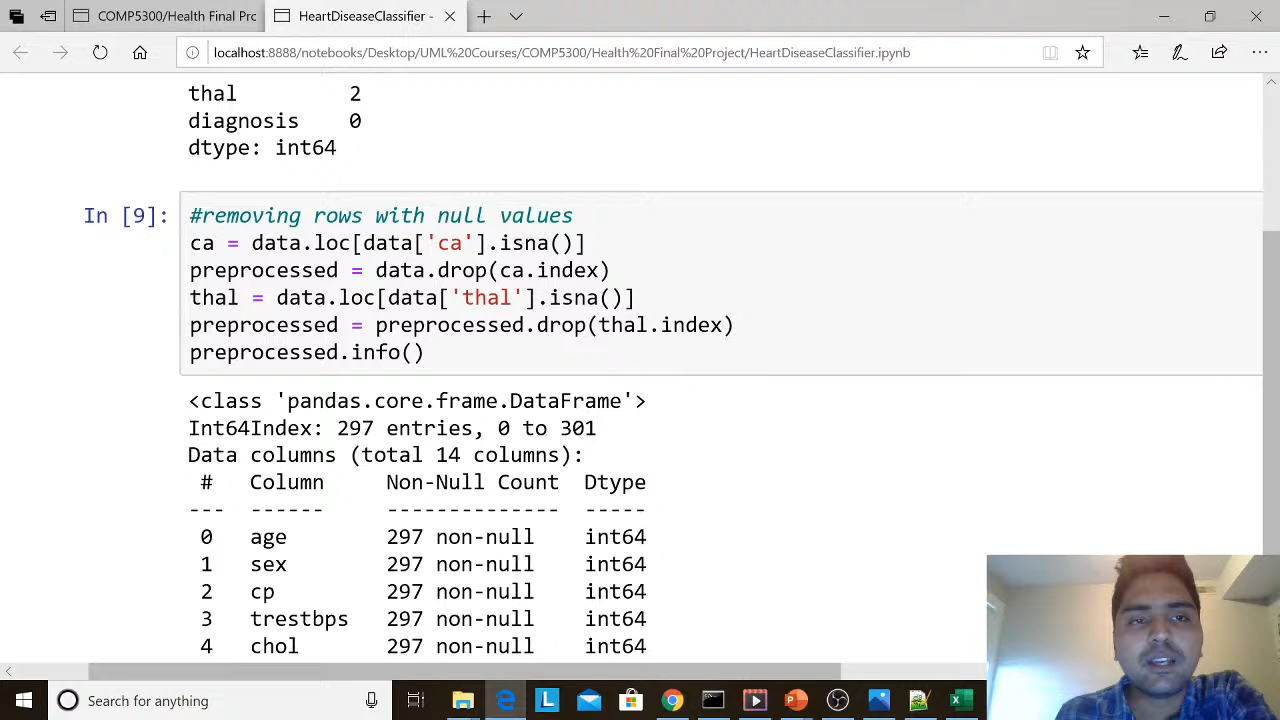 COMP5300/Health Final Pro
HeartDiseaseClassifier -
localhost:8888/notebooks/Desktop/UML%20Courses/COMP5300/Health%20Final%20Project/HeartDiseaseClassifier.ipynb
thal 2
diagnosis 0
dtype: int64
In [9]:
#removing rows with null values
ca = data.loc[data['ca'].isna()]
preprocessed = data.drop(ca.index)
thal = data.loc[data['thal'].isna()]
preprocessed = preprocessed.drop(thal.index)
preprocessed.info()
<class 'pandas.core.frame.DataFrame'>
Int64Index: 297 entries, 0 to 301
Data columns (total 14 columns):
# Column Non-Null Count Dtype
--- ------ -------------- -----
0 age 297 non-null int64
1 sex 297 non-null int64
2 cp 297 non-null int64
3 trestbps 297 non-null int64
4 chol 297 non-null int64
Search for anything